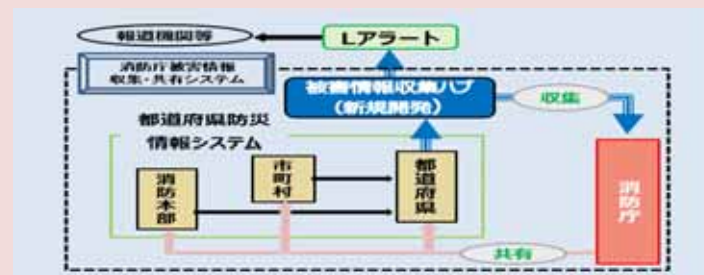 報道機関等
Lアラート
消防庁被害情報
収集・共有システム
被害情報収集ハブ
(新規開発)
収集
都道府県防災
情報システム
消防本部
市町村
都道府県
消防庁
共有